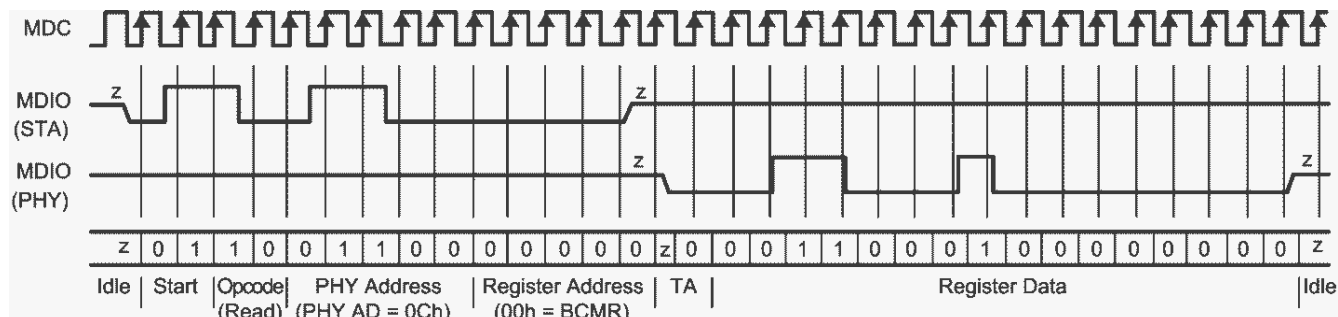 MDC
z z
MDIO
(STA)
z z
MDIO
(PHY)
z 0 1 1 0 0 1 1 0 0 0 0 0 0 0 z 0 0 0 1 1 0 0 0 1 0 0 0 0 0 0 0 0 z
Idle Start Opcode PHY Address Register Address TA Register Data Idle
(Read) (PHY AD = 0Ch) (00h = BCMR)